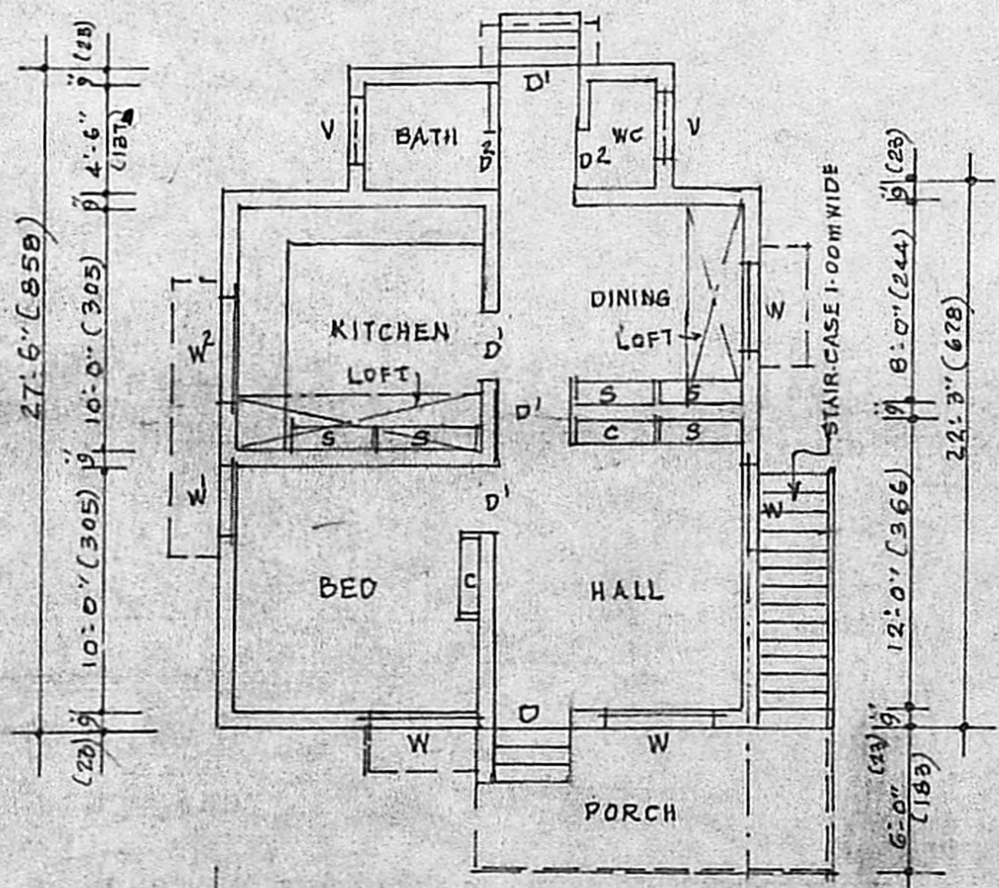 D'
V
BATH
D2
D2
WC
V
KITCHEN
LOFT
S
S
W2
D
DINING
LOFT
W
S
S
D'
C
S
STAIR-CASE 1.00m WIDE
W
D'
W
BED
C
HALL
D
W
W
PORCH
27'-6" (858)
9" (23)
4'-6" (137)
9"
10'-0" (305)
9"
10'-0" (305)
9" (23)
9" (23)
8'-0" (244)
9"
12'-0" (366)
9" (23)
6'-0" (183)
22'-3" (678)